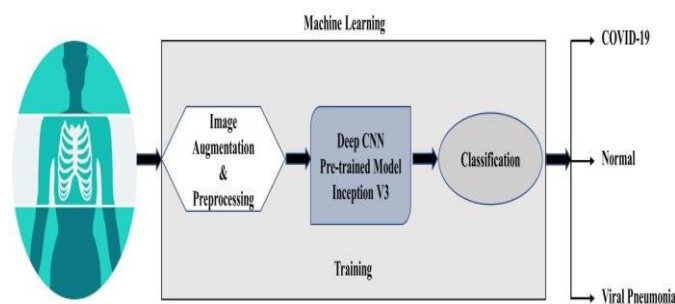 Machine Learning
COVID-19
Image
Augmentation
&
Preprocessing
Deep CNN
Pre-trained Model
Inception V3
Classification
Normal
Training
Viral Pneumonia